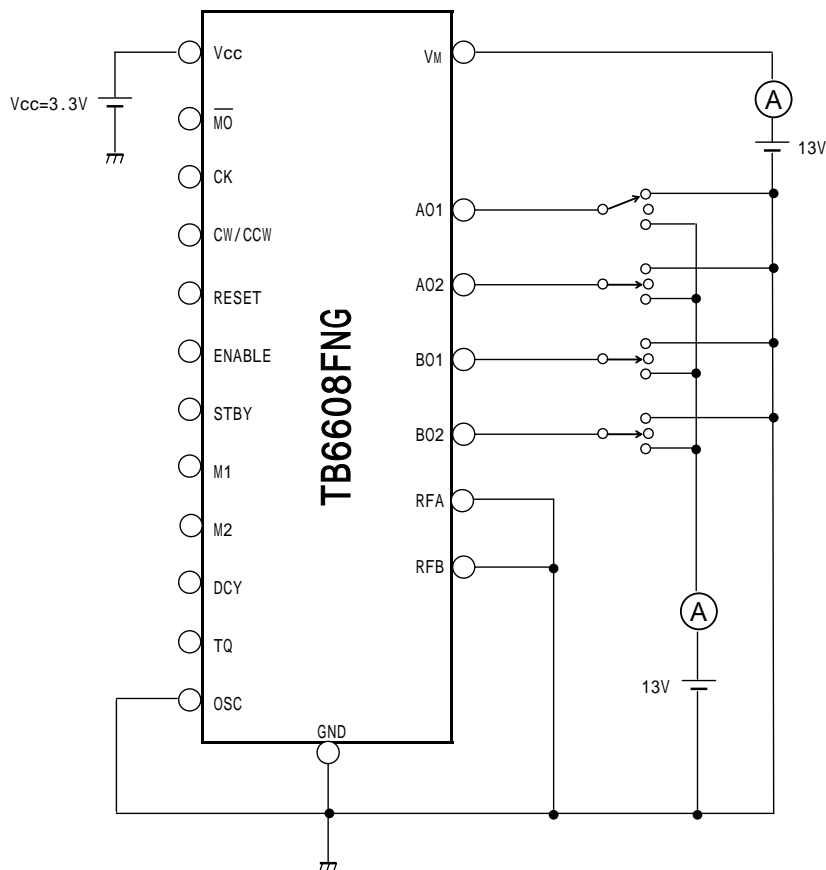 Vcc
VM
Vcc=3.3V
MO
A
CK
13V
AO1
CW/CCW
AO2
RESET
ENABLE
BO1
STBY
BO2
M1
RFA
M2
RFB
DCY
A
TQ
13V
OSC
GND
TB6608FNG